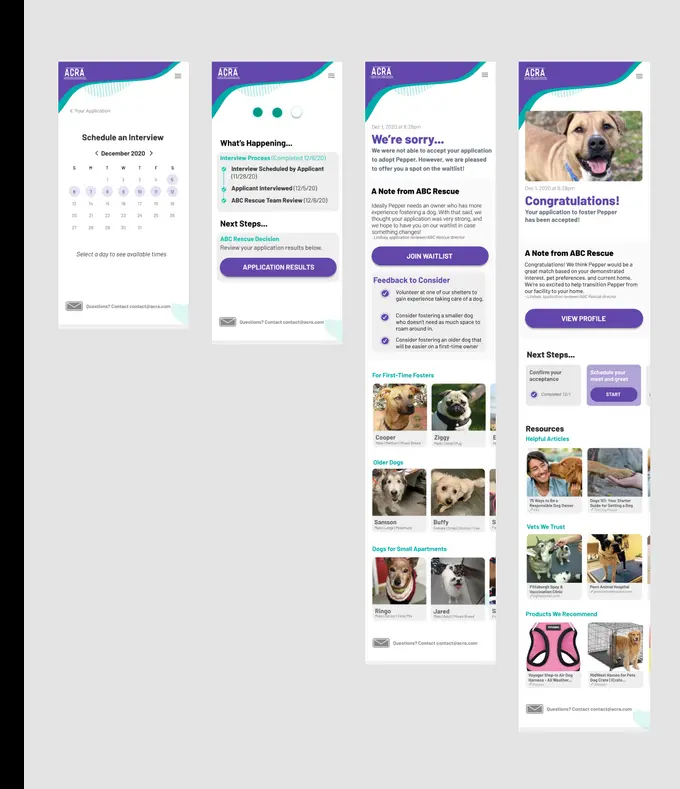 ACRA
< Your Application
Schedule an Interview
< December 2020 >
S M T W T F S
1 2 3 4 5
6 7 8 9 10 11 12
13 14 15 16 17 18 19
20 21 22 23 24 25 26
27 28 29 30 31
Select a day to see available times
Questions? Contact contact@acra.com
ACRA
What's Happening...
Interview Process (Completed 12/6/20)
Interview Scheduled by Applicant
(11/28/20)
Applicant Interviewed (12/5/20)
ABC Rescue Team Review (12/6/20)
Next Steps...
ABC Rescue Decision
Review your application results below.
APPLICATION RESULTS
Questions? Contact contact@acra.com
ACRA
Dec 1, 2020 at 6:28pm
We're sorry...
We were not able to accept your application
to adopt Pepper. However, we are pleased
to offer you a spot on the waitlist!
A Note from ABC Rescue
Ideally Pepper needs an owner who has more
experience fostering a dog. With that said, we
thought your application was very strong, and
we hope to have you on our waitlist in case
something changes!
- Lindsay, application reviewer/ABC Rescue director
JOIN WAITLIST
Feedback to Consider
Volunteer at one of our shelters to
gain experience taking care of a dog.
Consider fostering a smaller dog
who doesn't need as much space to
roam around in.
Consider fostering an older dog that
will be easier on a first-time owner
For First-Time Fosters
Cooper
Ziggy
E
Older Dogs
Samson
Buffy
S
Dogs for Small Apartments
Ringo
Jared
S
Questions? Contact contact@acra.com
ACRA
Dec 1, 2020 at 6:28pm
Congratulations!
Your application to foster Pepper
has been accepted!
A Note from ABC Rescue
Congratulations! We think Pepper would be a
great match based on your demonstrated
interest, pet preferences, and current home.
We're so excited to help transition Pepper from
our facility to your home.
- Lindsay, application reviewer/ABC Rescue director
VIEW PROFILE
Next Steps...
Confirm your
acceptance
Completed 12/1
Schedule your
meet and greet
START
Resources
Helpful Articles
15 Ways to Be a
Responsible Dog Owner
Dogs 101: Your Starter
Guide for Getting a Dog
Vets We Trust
Pittsburgh Spay &
Vaccination Clinic
Penn Animal Hospital
Products We Recommend
Voyager Step-In Air Dog
Harness - All Weather...
MidWest Homes for Pets
Dog Crate | iCrate...
Questions? Contact contact@acra.com